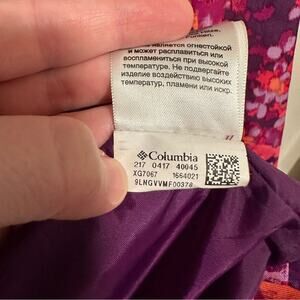 не является огнестойкой
и может расплавиться или
воспламениться при высокой
температуре. Не подвергайте
изделие воздействию высоких
температур, пламени или искр.
Columbia
217 0417 40045
XG7067 1664021
9LNGVVMF00378